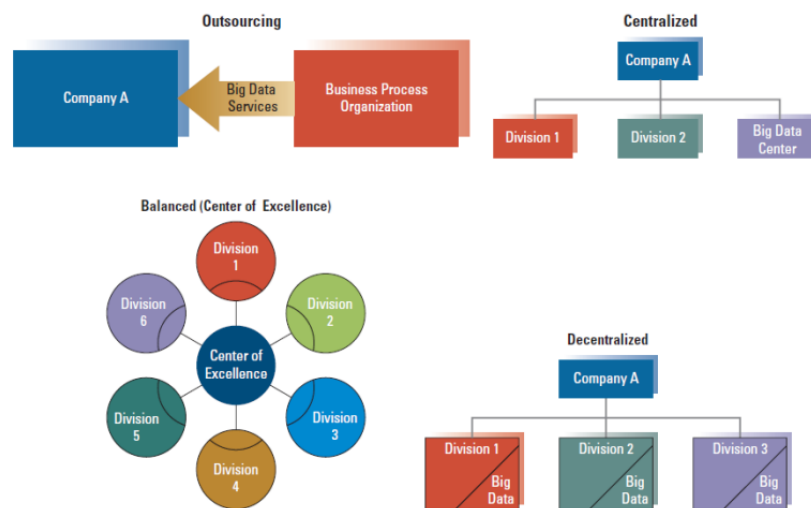 Outsourcing
Company A
Big Data
Services
Business Process
Organization
Centralized
Company A
Division 1
Division 2
Big Data
Center
Balanced (Center of Excellence)
Division
1
Division
2
Division
3
Division
4
Division
5
Division
6
Center of
Excellence
Decentralized
Company A
Division 1
Big
Data
Division 2
Big
Data
Division 3
Big
Data